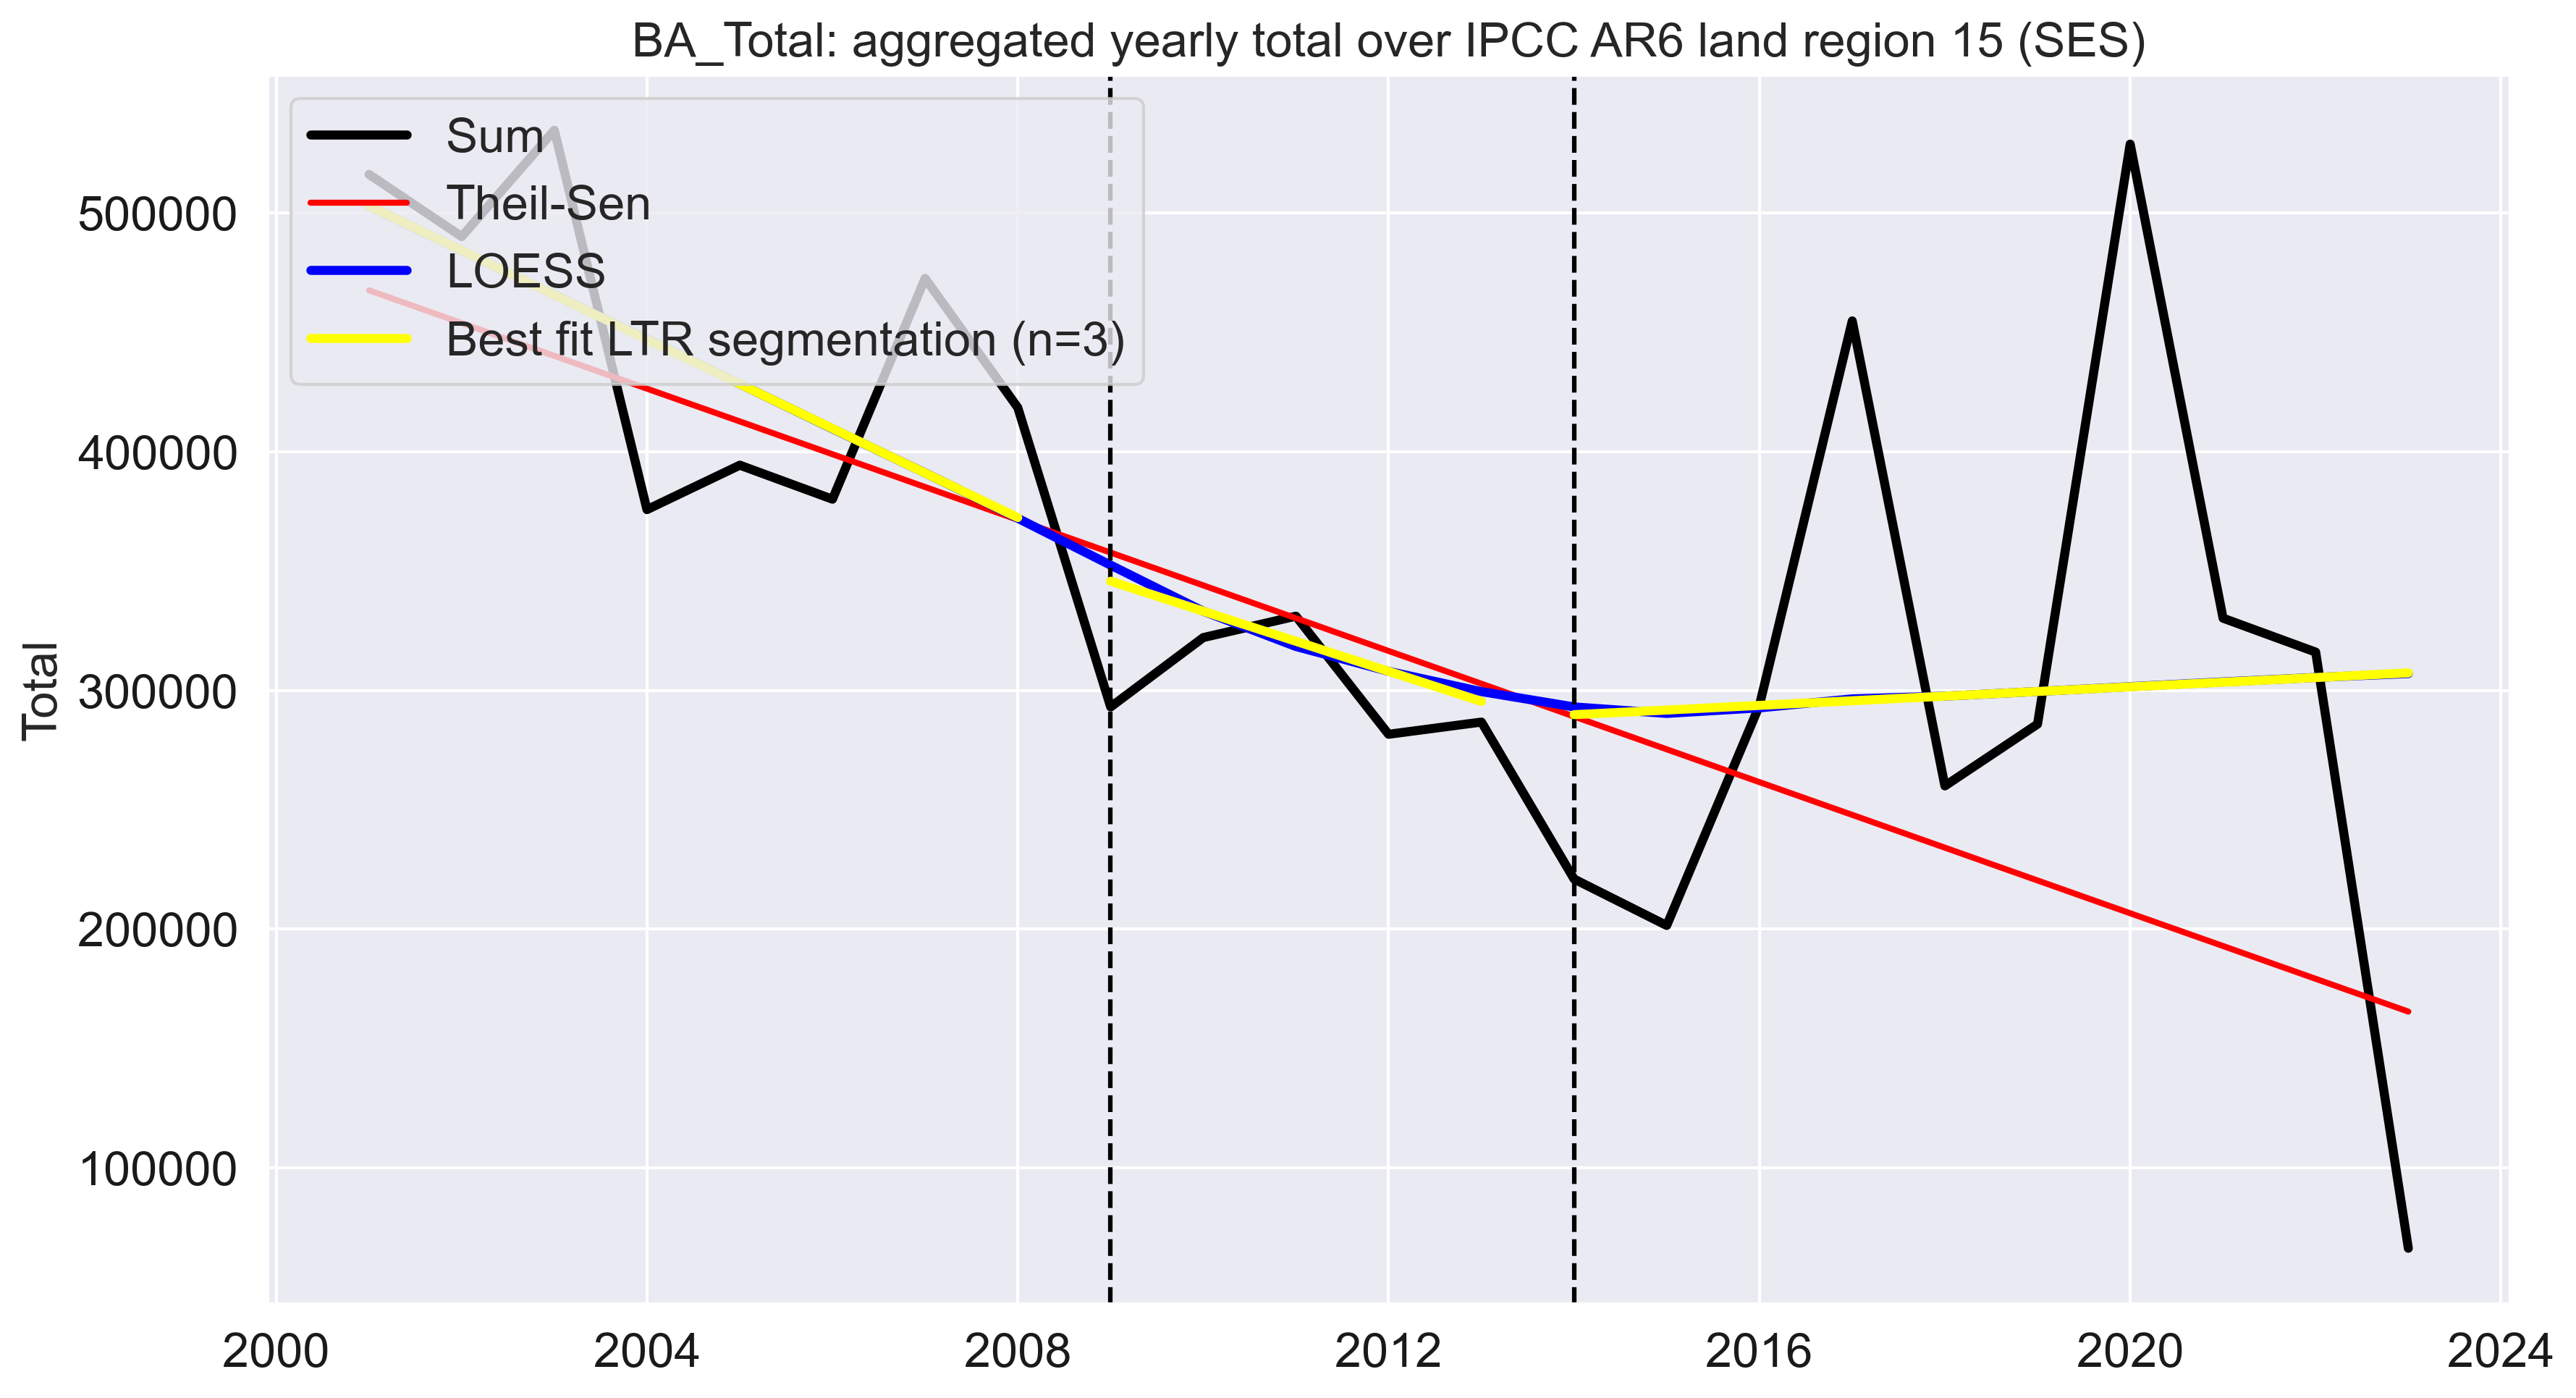 BA_Total: aggregated yearly total over IPCC AR6 land region 15 (SES)
Sum
Theil-Sen
LOESS
Best fit LTR segmentation (n=3)
500000
400000
300000
200000
100000
Total
2000 2004 2008 2012 2016 2020 2024